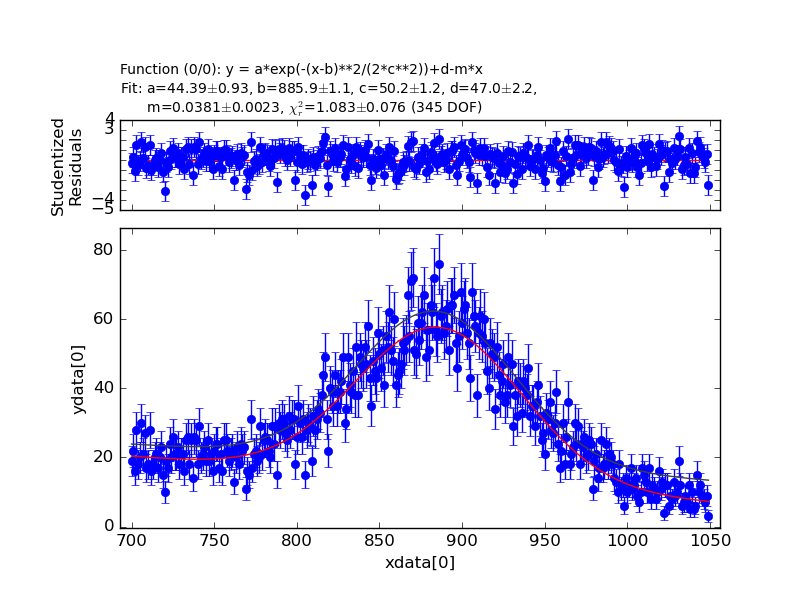 Function (0/0): y = a*exp(-(x-b)**2/(2*c**2))+d-m*x
Fit: a=44.39±0.93, b=885.9±1.1, c=50.2±1.2, d=47.0±2.2,
m=0.0381±0.0023, χ²ᵣ=1.083±0.076 (345 DOF)
Studentized
Residuals
4
3
−4
−5
ydata[0]
80
60
40
20
0
700 750 800 850 900 950 1000 1050
xdata[0]